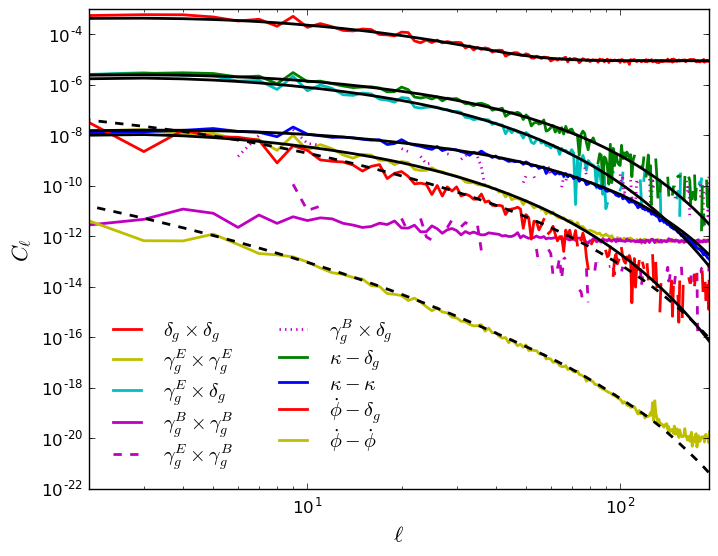 10^{-4}
10^{-6}
10^{-8}
10^{-10}
10^{-12}
10^{-14}
10^{-16}
10^{-18}
10^{-20}
10^{-22}
C_ℓ
δ_g × δ_g
γ_g^E × γ_g^E
γ_g^E × δ_g
γ_g^B × γ_g^B
γ_g^E × γ_g^B
γ_g^B × δ_g
κ − δ_g
κ − κ
ϕ̇ − δ_g
ϕ̇ − ϕ̇
10^1
10^2
ℓ